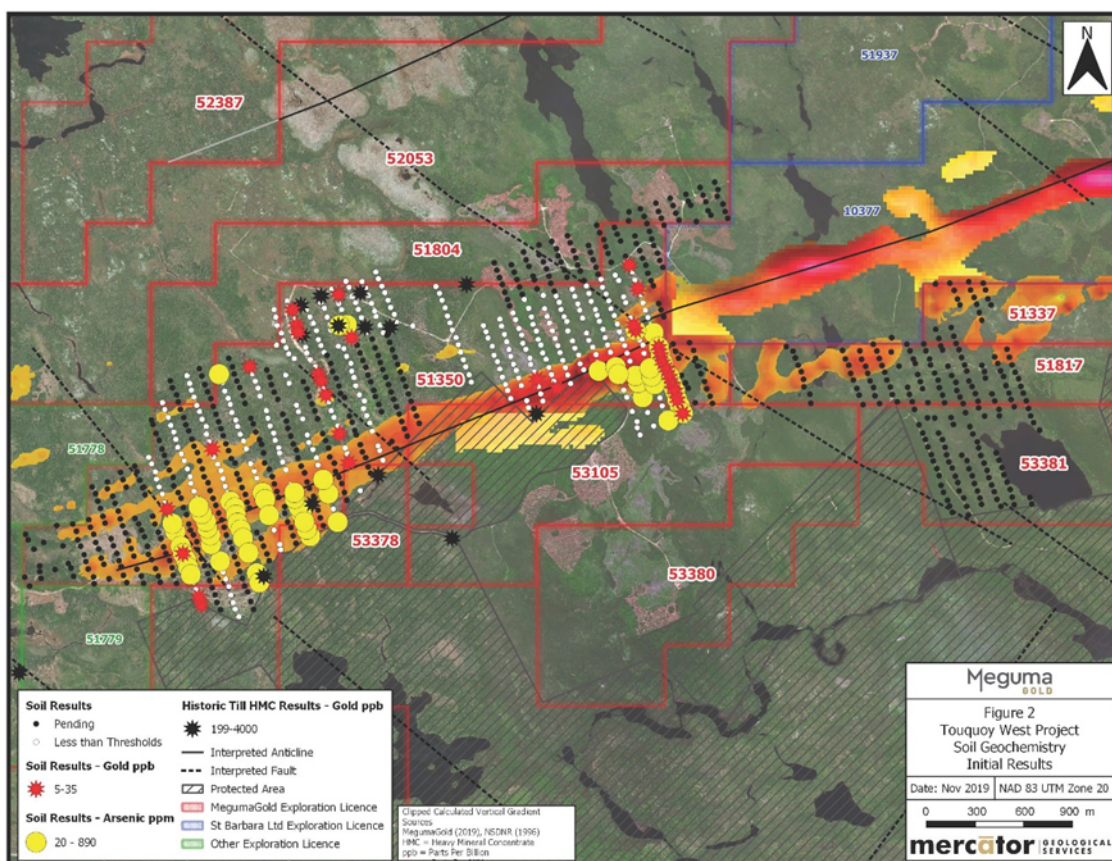 N
51937
52387
52053
10377
51804
51337
51350
51817
51778
53105
53381
53378
53380
51779
Soil Results
Pending
Less than Thresholds
Soil Results - Gold ppb
5-35
Soil Results - Arsenic ppm
20 - 890
Historic Till HMC Results - Gold ppb
199-4000
Interpreted Anticline
Interpreted Fault
Protected Area
MegumaGold Exploration Licence
St Barbara Ltd Exploration Licence
Other Exploration Licence
Clipped Calculated Vertical Gradient
Sources
MegumaGold (2019), NSDNR (1996)
HMC = Heavy Mineral Concentrate
ppb = Parts Per Billion
Meguma
GOLD
Figure 2
Touquoy West Project
Soil Geochemistry
Initial Results
Date: Nov 2019 NAD 83 UTM Zone 20
0 300 600 900 m
mercator GEOLOGICAL SERVICES